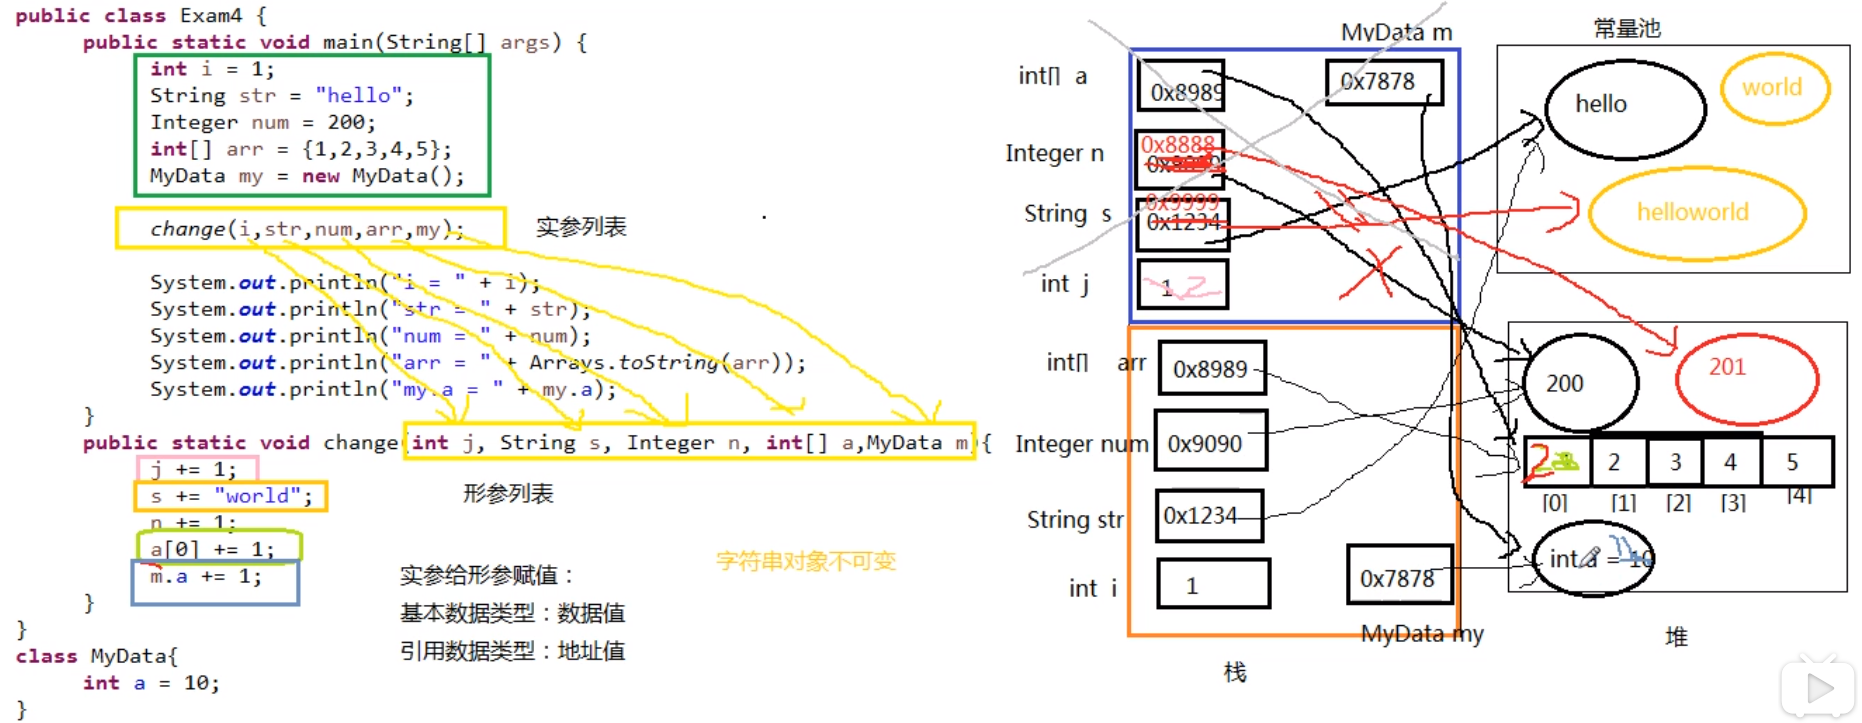 public class Exam4 {
public static void main(String[] args) {
int i = 1;
String str = "hello";
Integer num = 200;
int[] arr = {1,2,3,4,5};
MyData my = new MyData();
change(i,str,num,arr,my);
实参列表
System.out.println("i = " + i);
System.out.println("str = " + str);
System.out.println("num = " + num);
System.out.println("arr = " + Arrays.toString(arr));
System.out.println("my.a = " + my.a);
}
public static void change(int j, String s, Integer n, int[] a,MyData m){
j += 1;
s += "world";
n += 1;
a[0] += 1;
m.a += 1;
}
}
class MyData{
int a = 10;
}
形参列表
实参给形参赋值：
基本数据类型：数据值
引用数据类型：地址值
字符串对象不可变
MyData m
int[] a
0x8989
0x7878
Integer n
0x8888
String s
0x9999
0x1234
int j
1 2
int[] arr
0x8989
Integer num
0x9090
String str
0x1234
int i
1
0x7878
MyData my
栈
常量池
hello
world
helloworld
200
201
2 2 3 4 5
[0] [1] [2] [3] [4]
int a = 10
堆